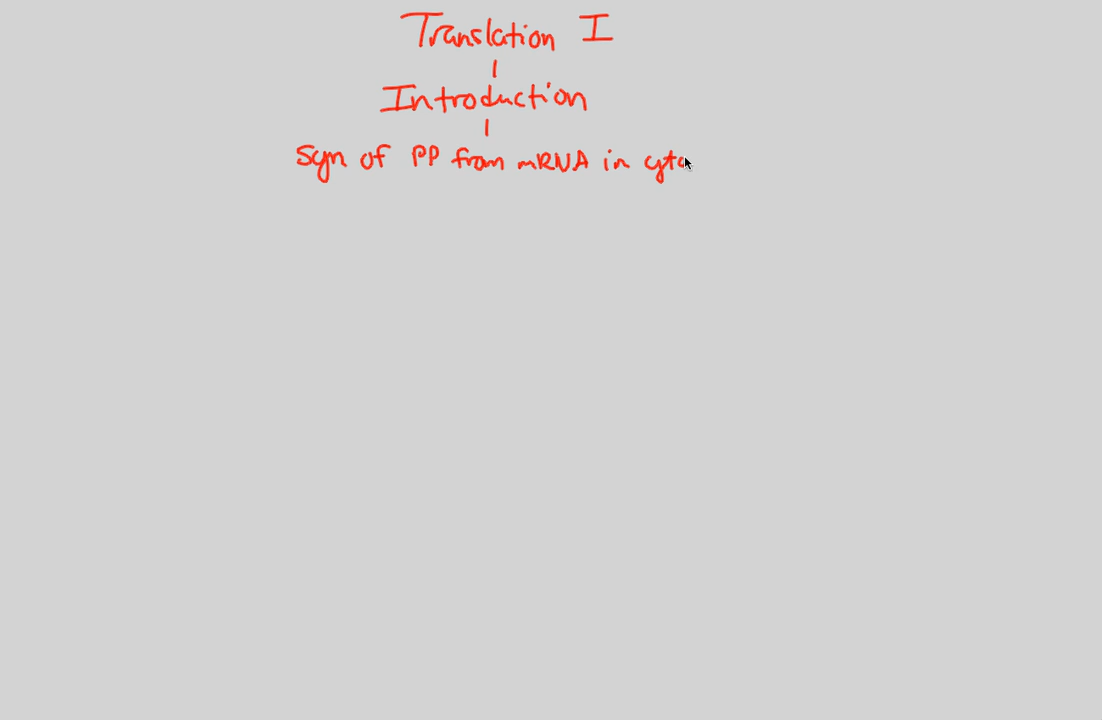 Translation I
Introduction
Syn of PP from mRNA in cyto